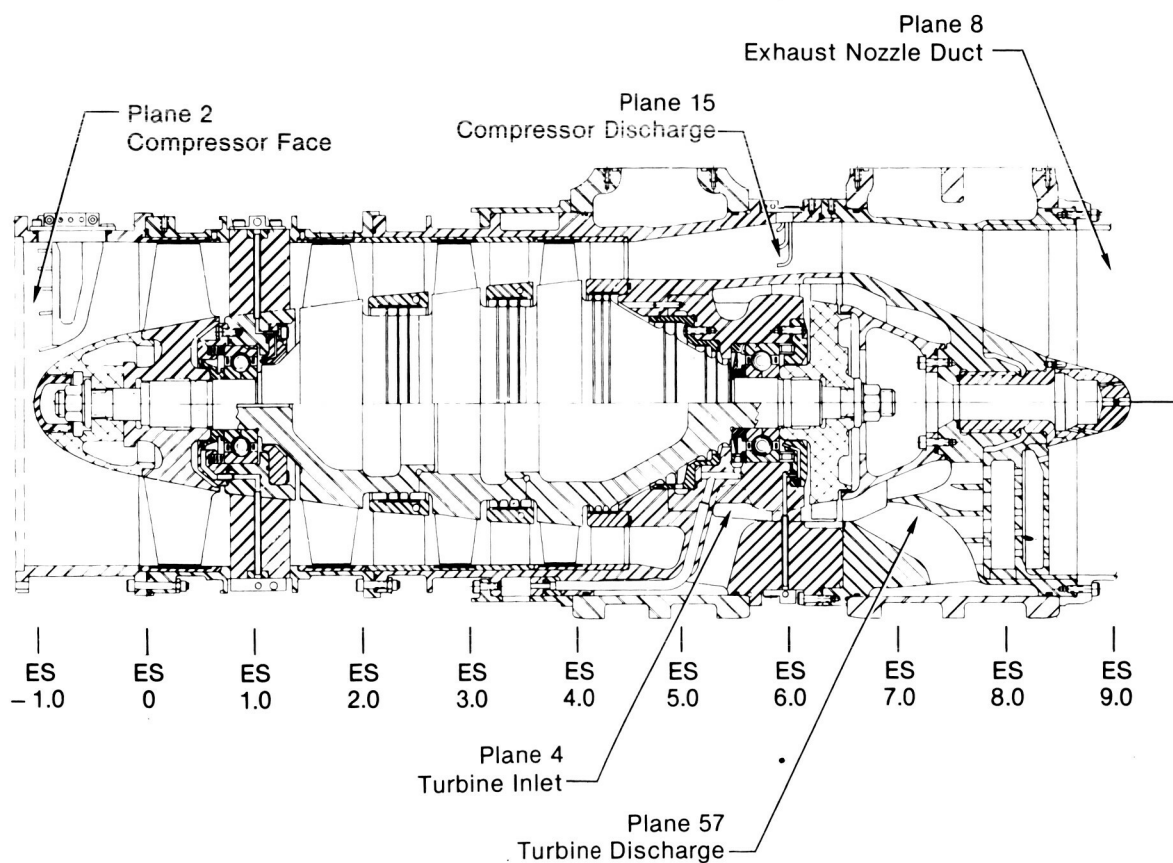 Plane 8
Exhaust Nozzle Duct
Plane 15
Compressor Discharge
Plane 2
Compressor Face
ES ES ES ES ES ES ES ES ES ES ES
– 1.0 0 1.0 2.0 3.0 4.0 5.0 6.0 7.0 8.0 9.0
Plane 4
Turbine Inlet
Plane 57
Turbine Discharge